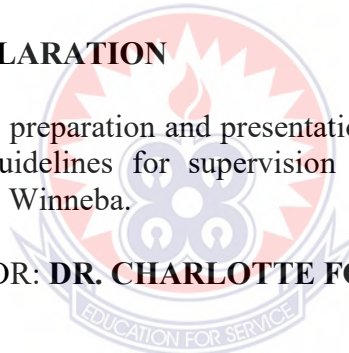 LARATION
preparation and presentatio
uidelines for supervision
Winneba.
OR: DR. CHARLOTTE FO
EDUCATION FOR SERVICE